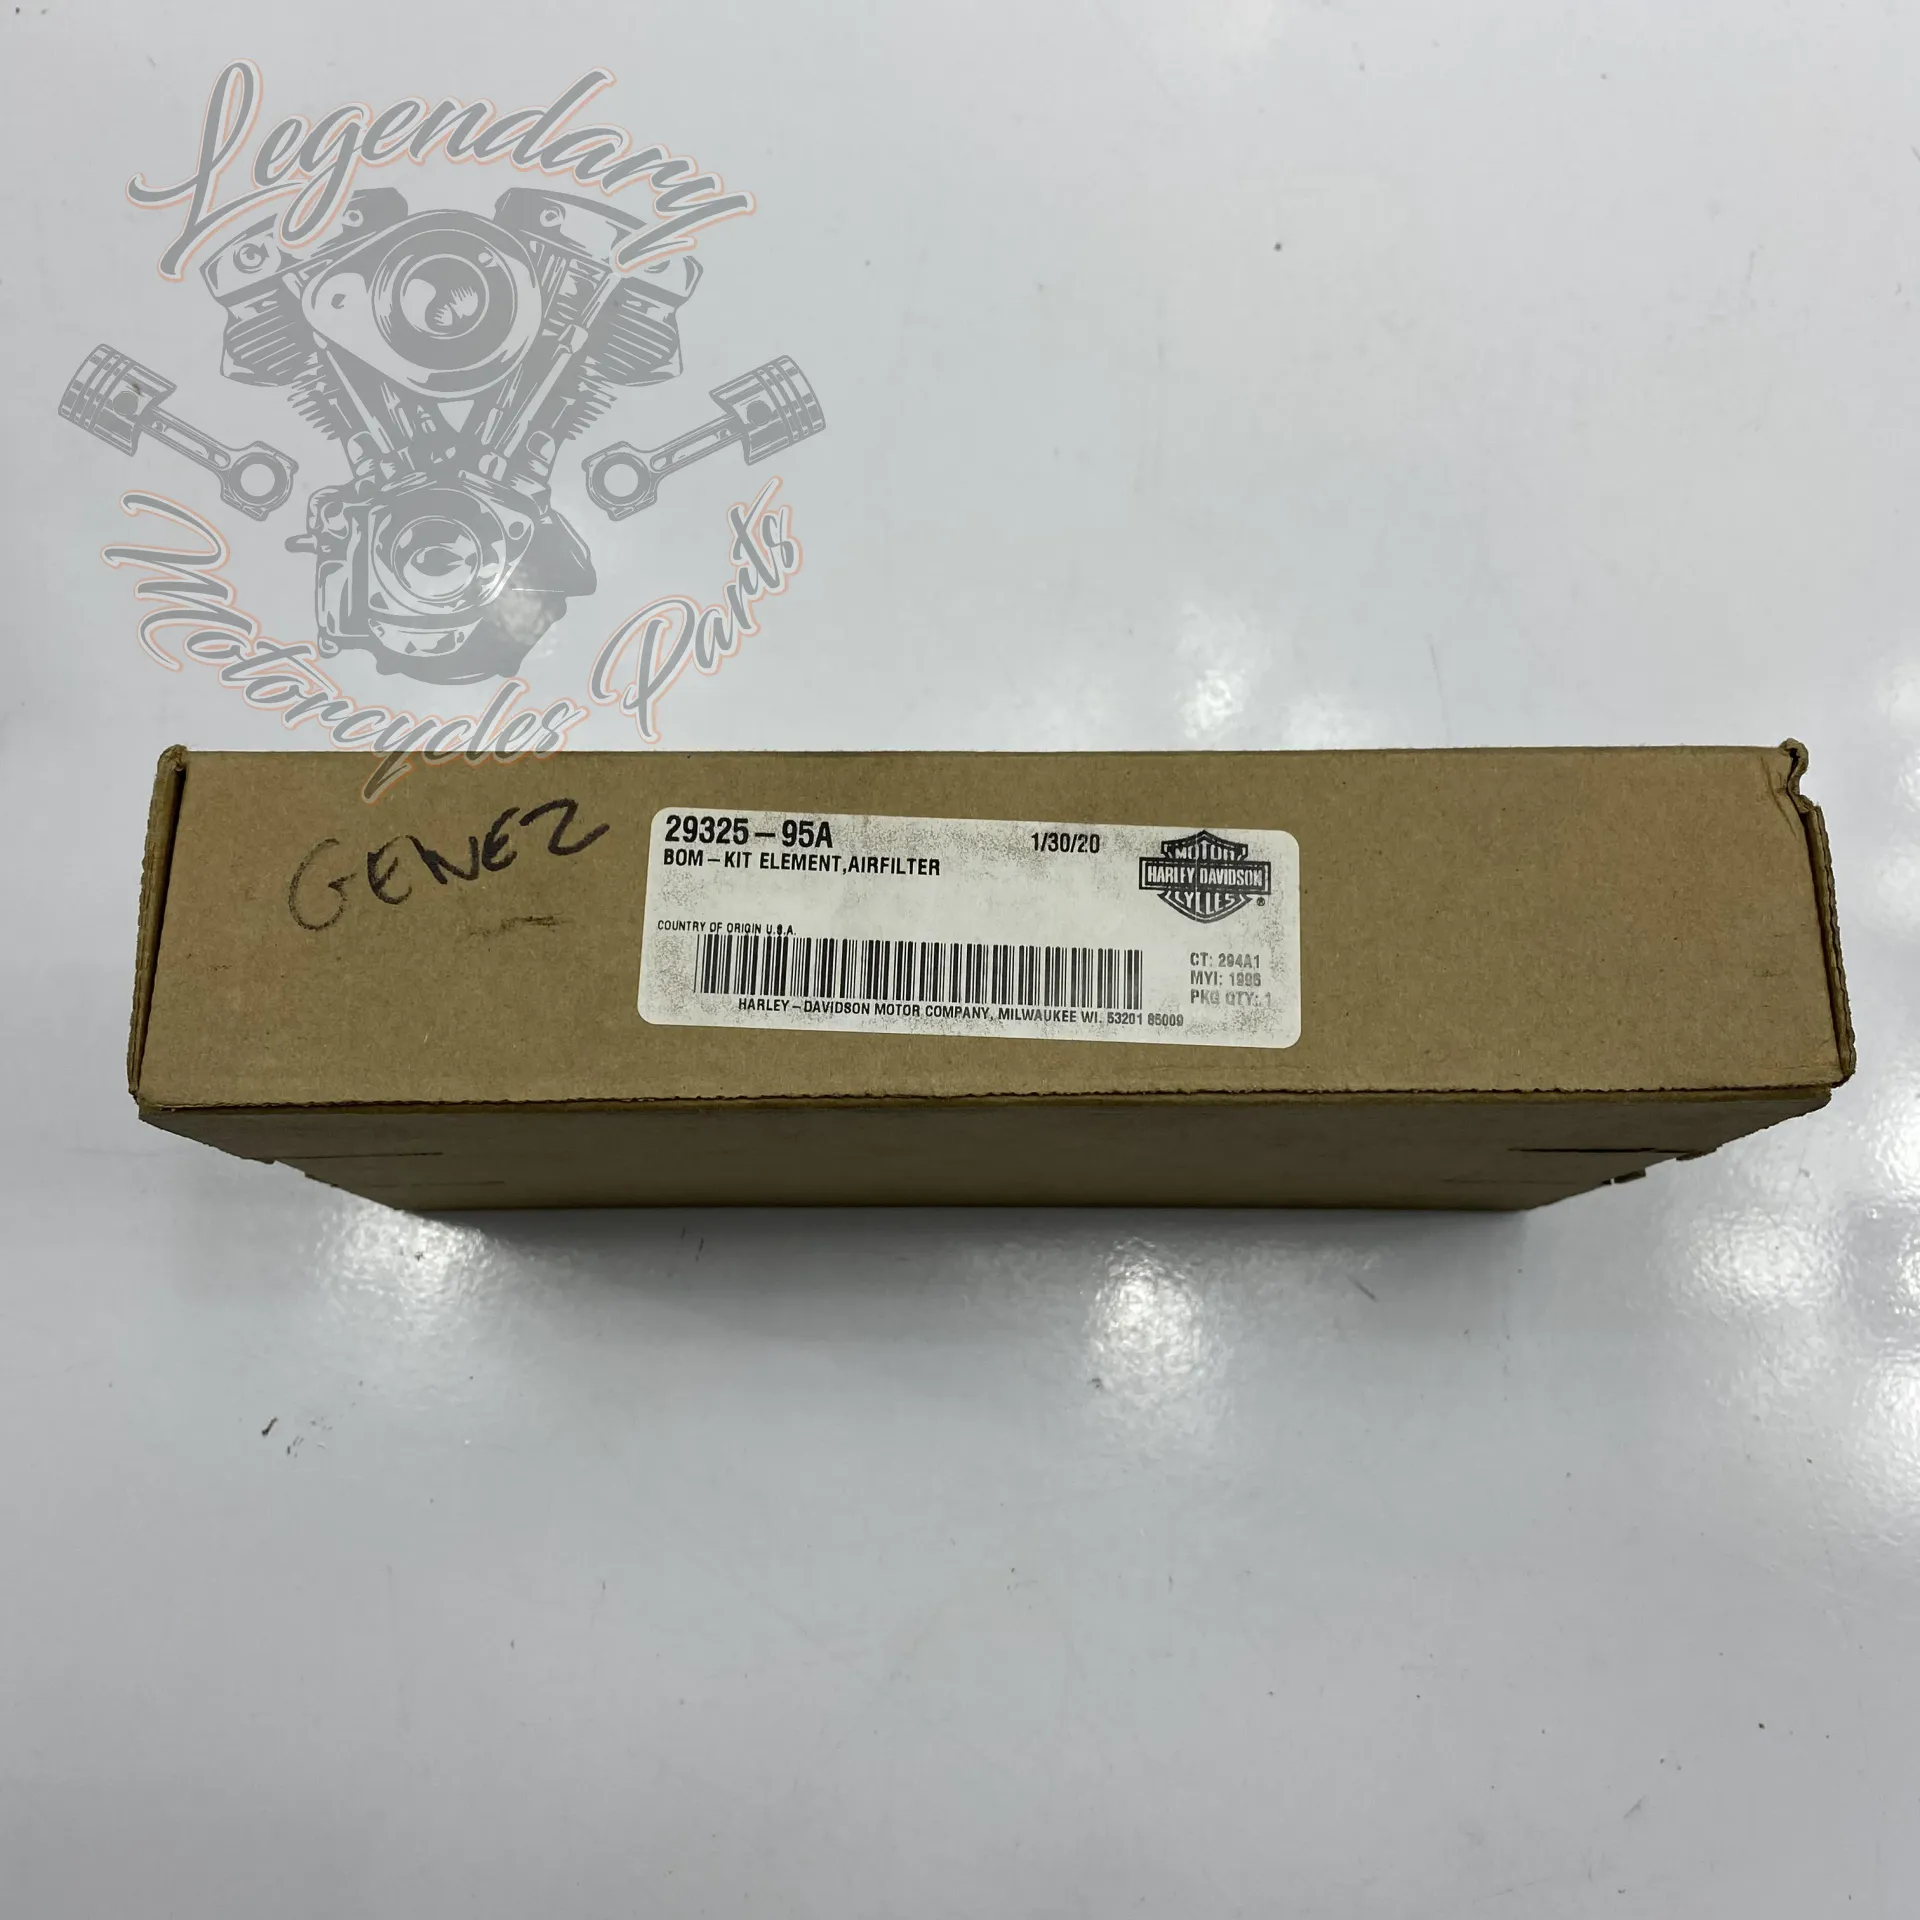 Legendary
Motorcycles Parts
GENEZ
29325-95A 1/30/20
BOM-KIT ELEMENT,AIRFILTER
MOTOR
HARLEY DAVIDSON
CYCLES
®
COUNTRY OF ORIGIN U.S.A.
CT: 294A1
MYI: 1996
PKG QTY: 1
HARLEY-DAVIDSON MOTOR COMPANY, MILWAUKEE WI. 53201 85009